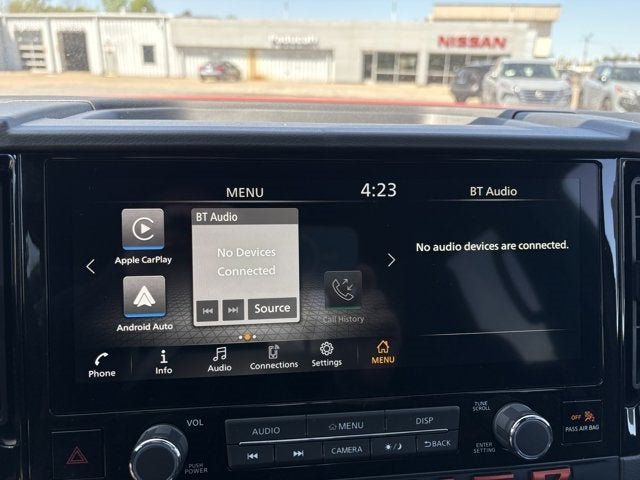 NISSAN
MENU
4:23
BT Audio
Apple CarPlay
Android Auto
BT Audio
No Devices
Connected
Source
Call History
No audio devices are connected.
Phone
Info
Audio
Connections
Settings
MENU
VOL
PUSH
POWER
AUDIO
MENU
DISP
CAMERA
BACK
TUNE
SCROLL
ENTER
SETTING
OFF
PASS AIR BAG